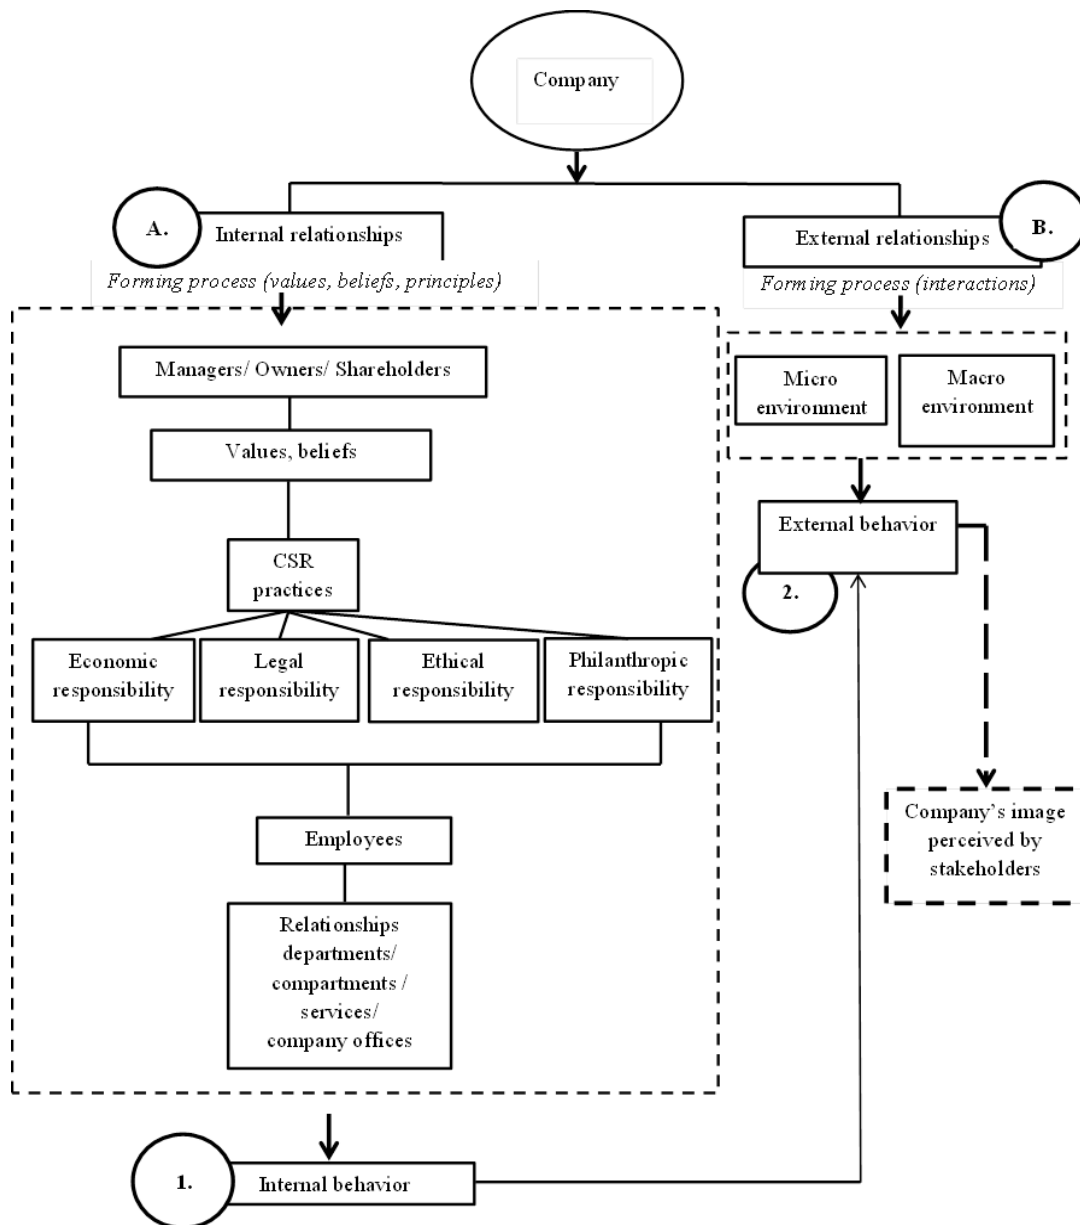 Company
A.
Internal relationships
Forming process (values, beliefs, principles)
External relationships
B.
Forming process (interactions)
Managers/ Owners/ Shareholders
Values, beliefs
CSR
practices
Economic
responsibility
Legal
responsibility
Ethical
responsibility
Philanthropic
responsibility
Employees
Relationships
departments/
compartments /
services/
company offices
1.
Internal behavior
Micro
environment
Macro
environment
External behavior
2.
Company’s image
perceived by
stakeholders